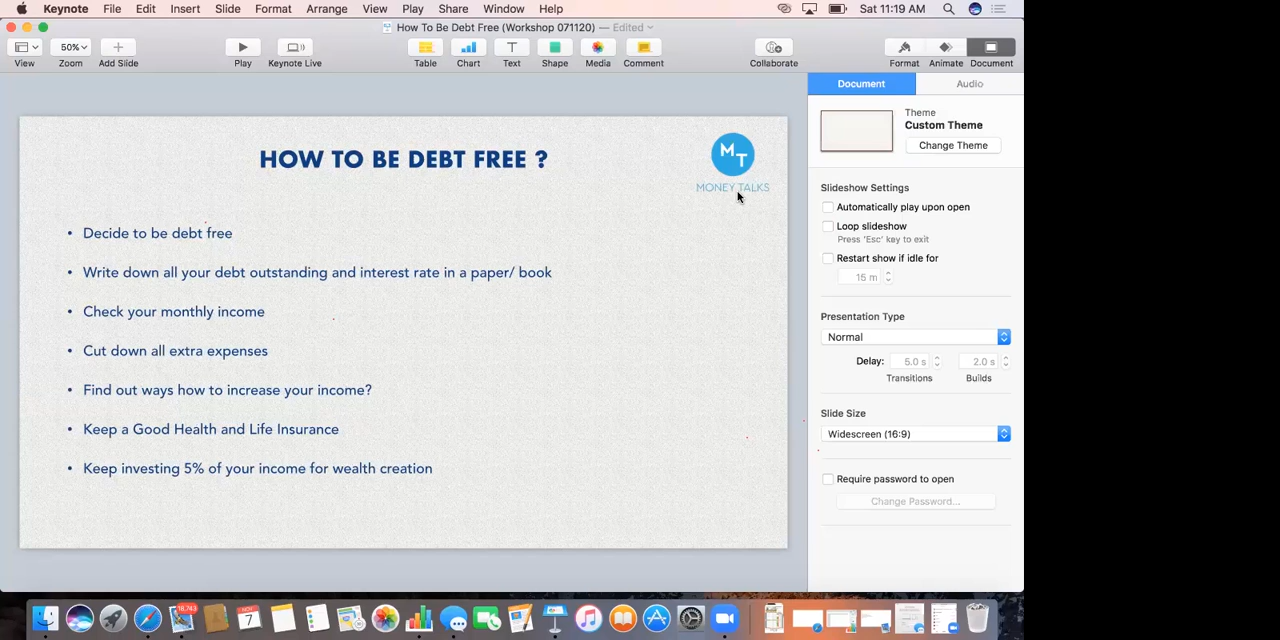 Keynote File Edit Insert Slide Format Arrange View Play Share Window Help Sat 11:19 AM
How To Be Debt Free (Workshop 071120) — Edited
50%
View Zoom Add Slide Play Keynote Live Table Chart Text Shape Media Comment Collaborate Format Animate Document
Document Audio
Theme
Custom Theme
Change Theme
Slideshow Settings
Automatically play upon open
Loop slideshow
Press 'Esc' key to exit
Restart show if idle for
15 m
Presentation Type
Normal
Delay: 5.0 s 2.0 s
Transitions Builds
Slide Size
Widescreen (16:9)
Require password to open
Change Password...
HOW TO BE DEBT FREE ?
MT
MONEY TALKS
• Decide to be debt free
• Write down all your debt outstanding and interest rate in a paper/ book
• Check your monthly income
• Cut down all extra expenses
• Find out ways how to increase your income?
• Keep a Good Health and Life Insurance
• Keep investing 5% of your income for wealth creation
18,743
NOV
7